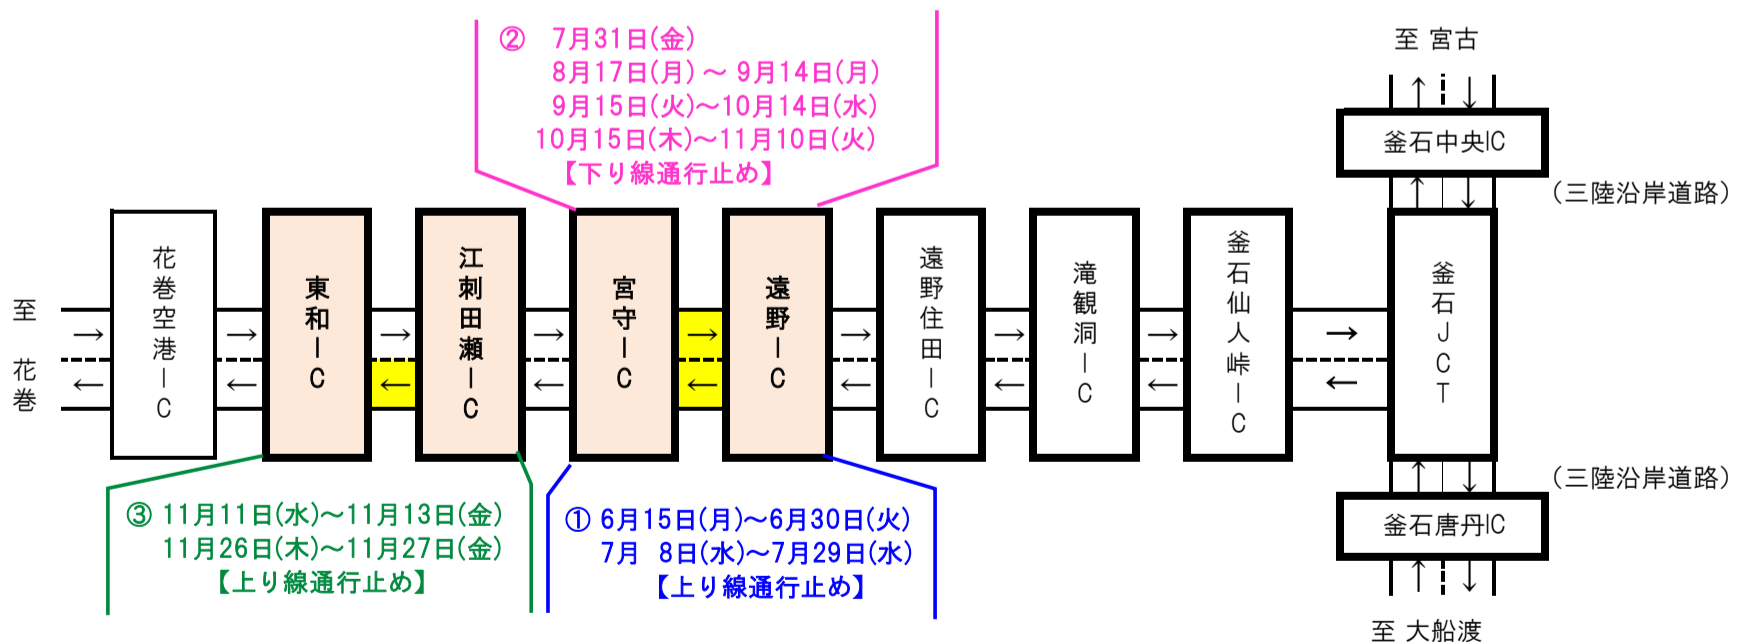 ② 7月31日(金)
8月17日(月)～ 9月14日(月)
9月15日(火)～10月14日(水)
10月15日(木)～11月10日(火)
【下り線通行止め】
至 宮古
↑ ↓
釜石中央IC
↑ ↓
(三陸沿岸道路)
至 花巻
→
←
花巻空港IC
→
←
東和IC
→
←
江刺田瀬IC
→
←
宮守IC
→
←
遠野IC
→
←
遠野住田IC
→
←
滝観洞IC
→
←
釜石仙人峠IC
→
←
釜石JCT
③ 11月11日(水)～11月13日(金)
11月26日(木)～11月27日(金)
【上り線通行止め】
① 6月15日(月)～6月30日(火)
7月 8日(水)～7月29日(水)
【上り線通行止め】
↑ ↓
(三陸沿岸道路)
釜石唐丹IC
↑ ↓
至 大船渡